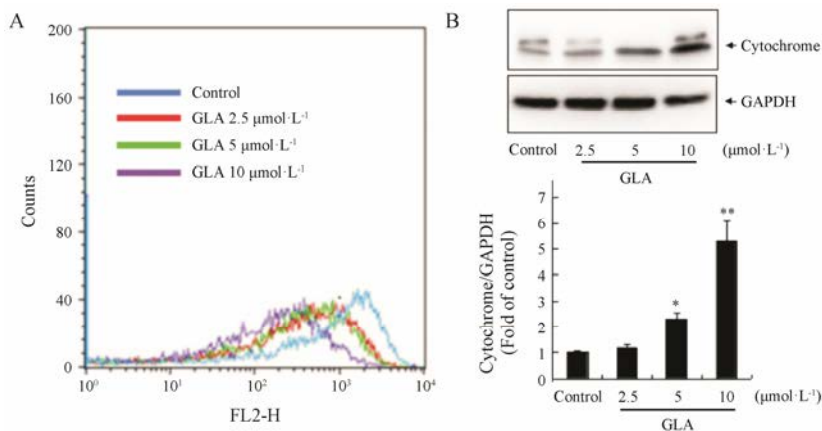 A
200
160
120
80
40
0
Counts
Control
GLA 2.5 μmol·L⁻¹
GLA 5 μmol·L⁻¹
GLA 10 μmol·L⁻¹
10⁰ 10¹ 10² 10³ 10⁴
FL2-H
B
Cytochrome
GAPDH
Control 2.5 5 10 (μmol·L⁻¹)
GLA
Cytochrome/GAPDH
(Fold of control)
7
6
5
4
3
2
1
0
*
**
Control 2.5 5 10 (μmol·L⁻¹)
GLA